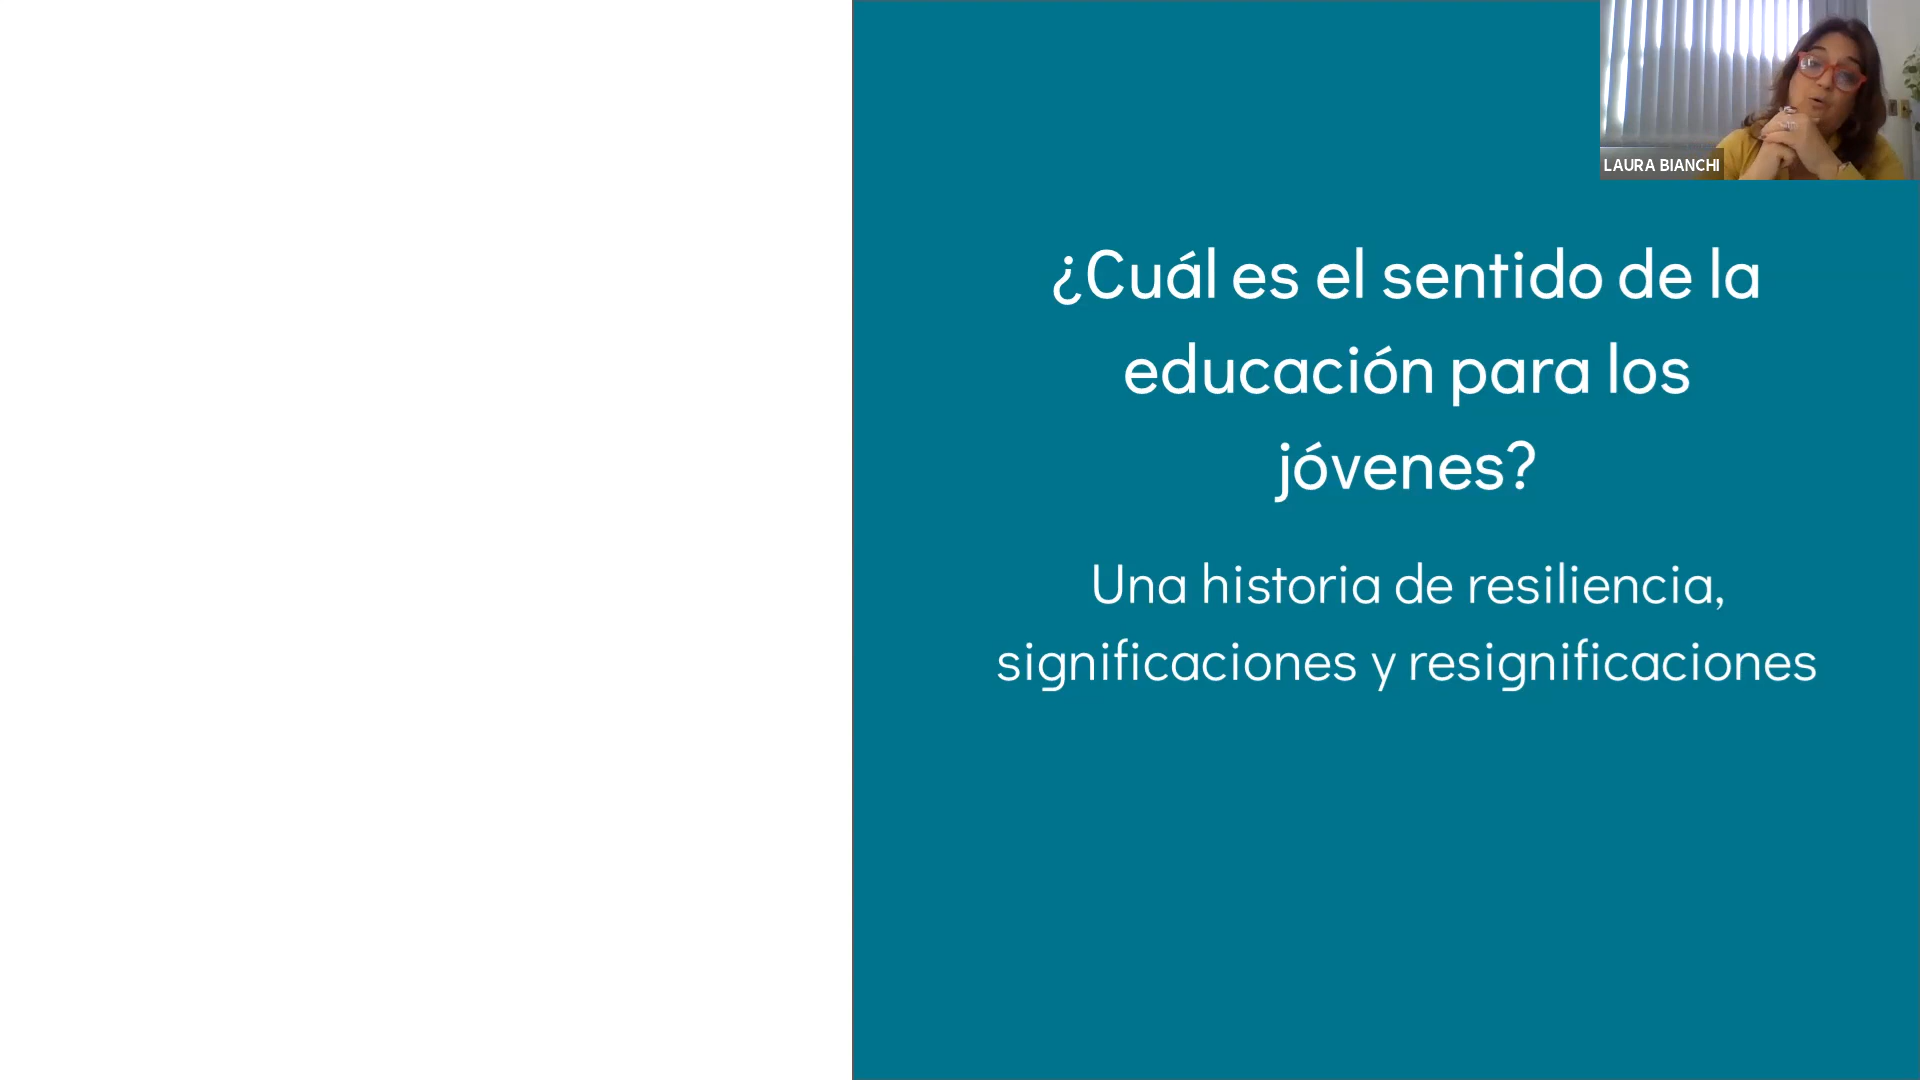 LAURA BIANCHI
¿Cuál es el sentido de la
educación para los
jóvenes?
Una historia de resiliencia,
significaciones y resignificaciones